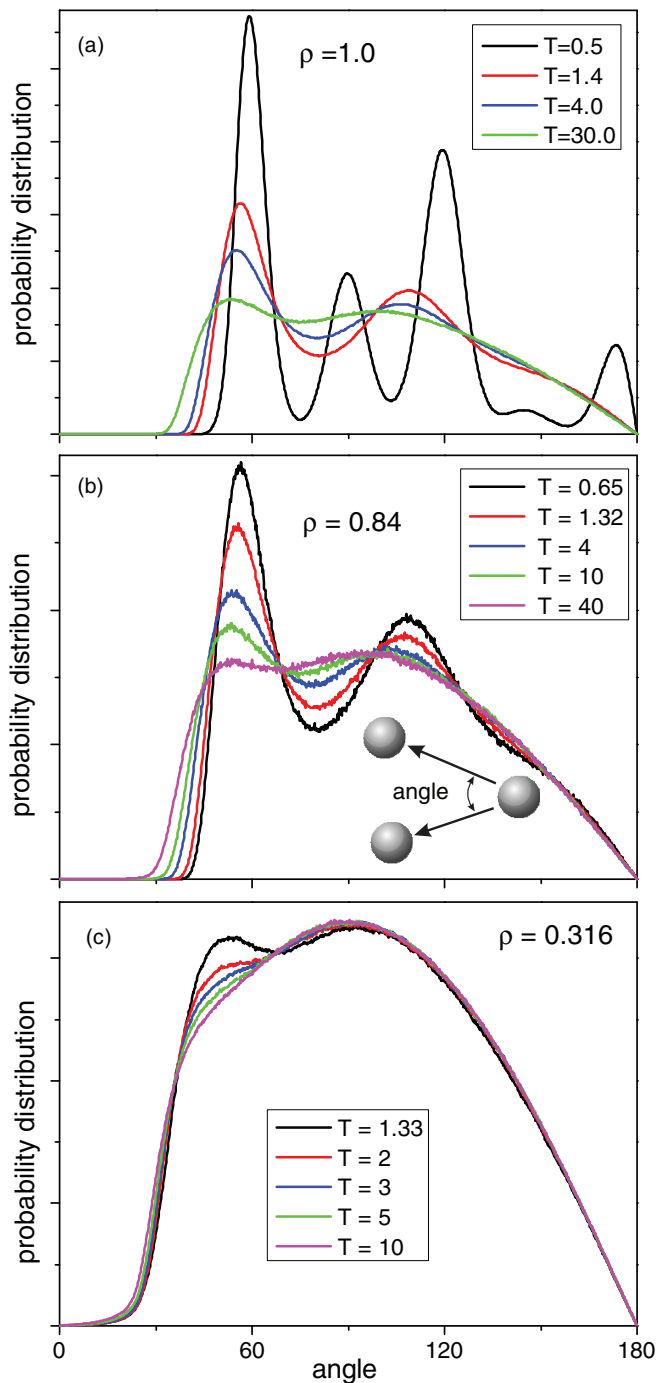 (a)
ρ =1.0
T=0.5
T=1.4
T=4.0
T=30.0
probability distribution
(b)
ρ = 0.84
T = 0.65
T = 1.32
T = 4
T = 10
T = 40
probability distribution
angle
(c)
ρ = 0.316
T = 1.33
T = 2
T = 3
T = 5
T = 10
probability distribution
0 60 120 180
angle